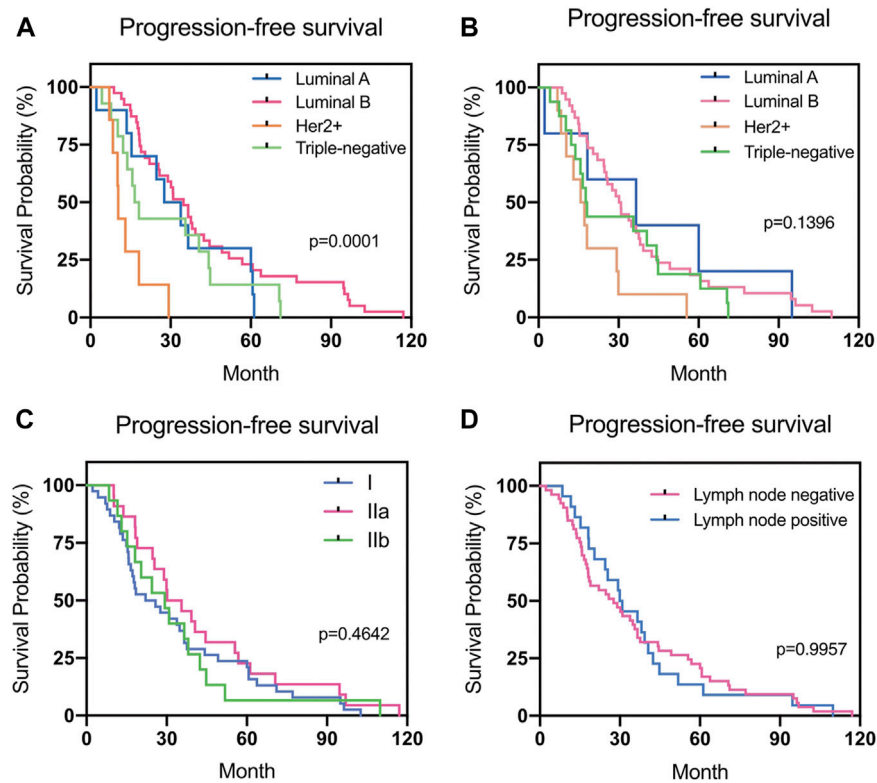 A
Progression-free survival
Survival Probability (%)
100
75
50
25
0
Luminal A
Luminal B
Her2+
Triple-negative
p=0.0001
0 30 60 90 120
Month
B
Progression-free survival
Survival Probability (%)
100
75
50
25
0
Luminal A
Luminal B
Her2+
Triple-negative
p=0.1396
0 30 60 90 120
Month
C
Progression-free survival
Survival Probability (%)
100
75
50
25
0
I
IIa
IIb
p=0.4642
0 30 60 90 120
Month
D
Progression-free survival
Survival Probability (%)
100
75
50
25
0
Lymph node negative
Lymph node positive
p=0.9957
0 30 60 90 120
Month